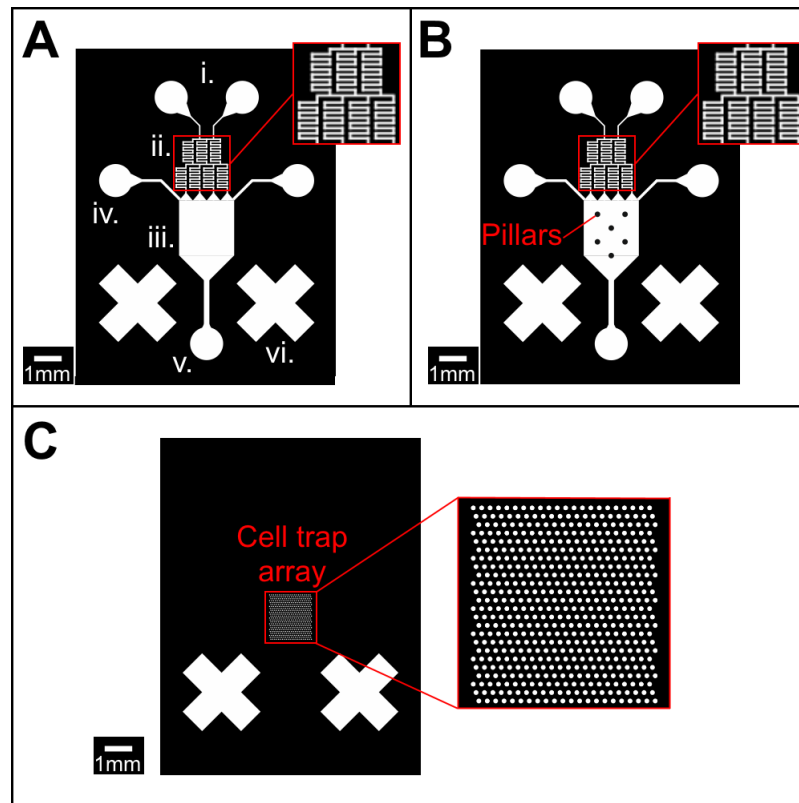 A
i.
ii.
iv.
iii.
v.
vi.
1mm
B
Pillars
1mm
C
Cell trap
array
1mm